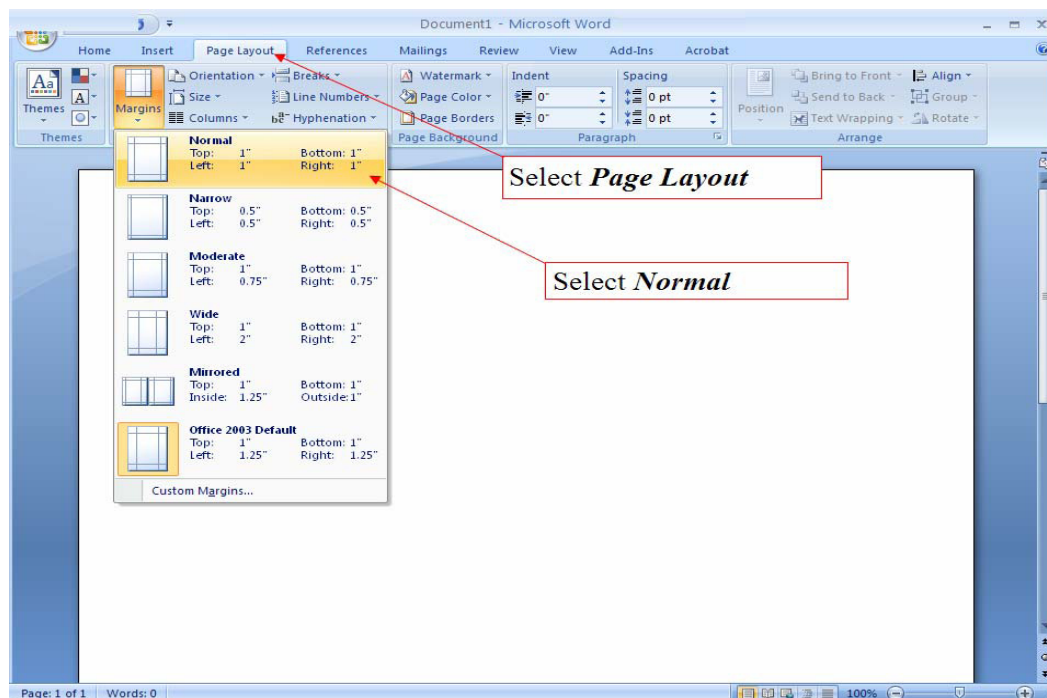 Document1 - Microsoft Word
Home Insert Page Layout References Mailings Review View Add-Ins Acrobat
Themes
Margins
Orientation
Size
Columns
Breaks
Line Numbers
Hyphenation
Watermark
Page Color
Page Borders
Indent
0"
0"
Spacing
0 pt
0 pt
Position
Bring to Front
Send to Back
Text Wrapping
Align
Group
Rotate
Themes
Page Background
Paragraph
Arrange
Normal
Top: 1" Bottom: 1"
Left: 1" Right: 1"
Narrow
Top: 0.5" Bottom: 0.5"
Left: 0.5" Right: 0.5"
Moderate
Top: 1" Bottom: 1"
Left: 0.75" Right: 0.75"
Wide
Top: 1" Bottom: 1"
Left: 2" Right: 2"
Mirrored
Top: 1" Bottom: 1"
Inside: 1.25" Outside:1"
Office 2003 Default
Top: 1" Bottom: 1"
Left: 1.25" Right: 1.25"
Custom Margins...
Select Page Layout
Select Normal
Page: 1 of 1 Words: 0
100%